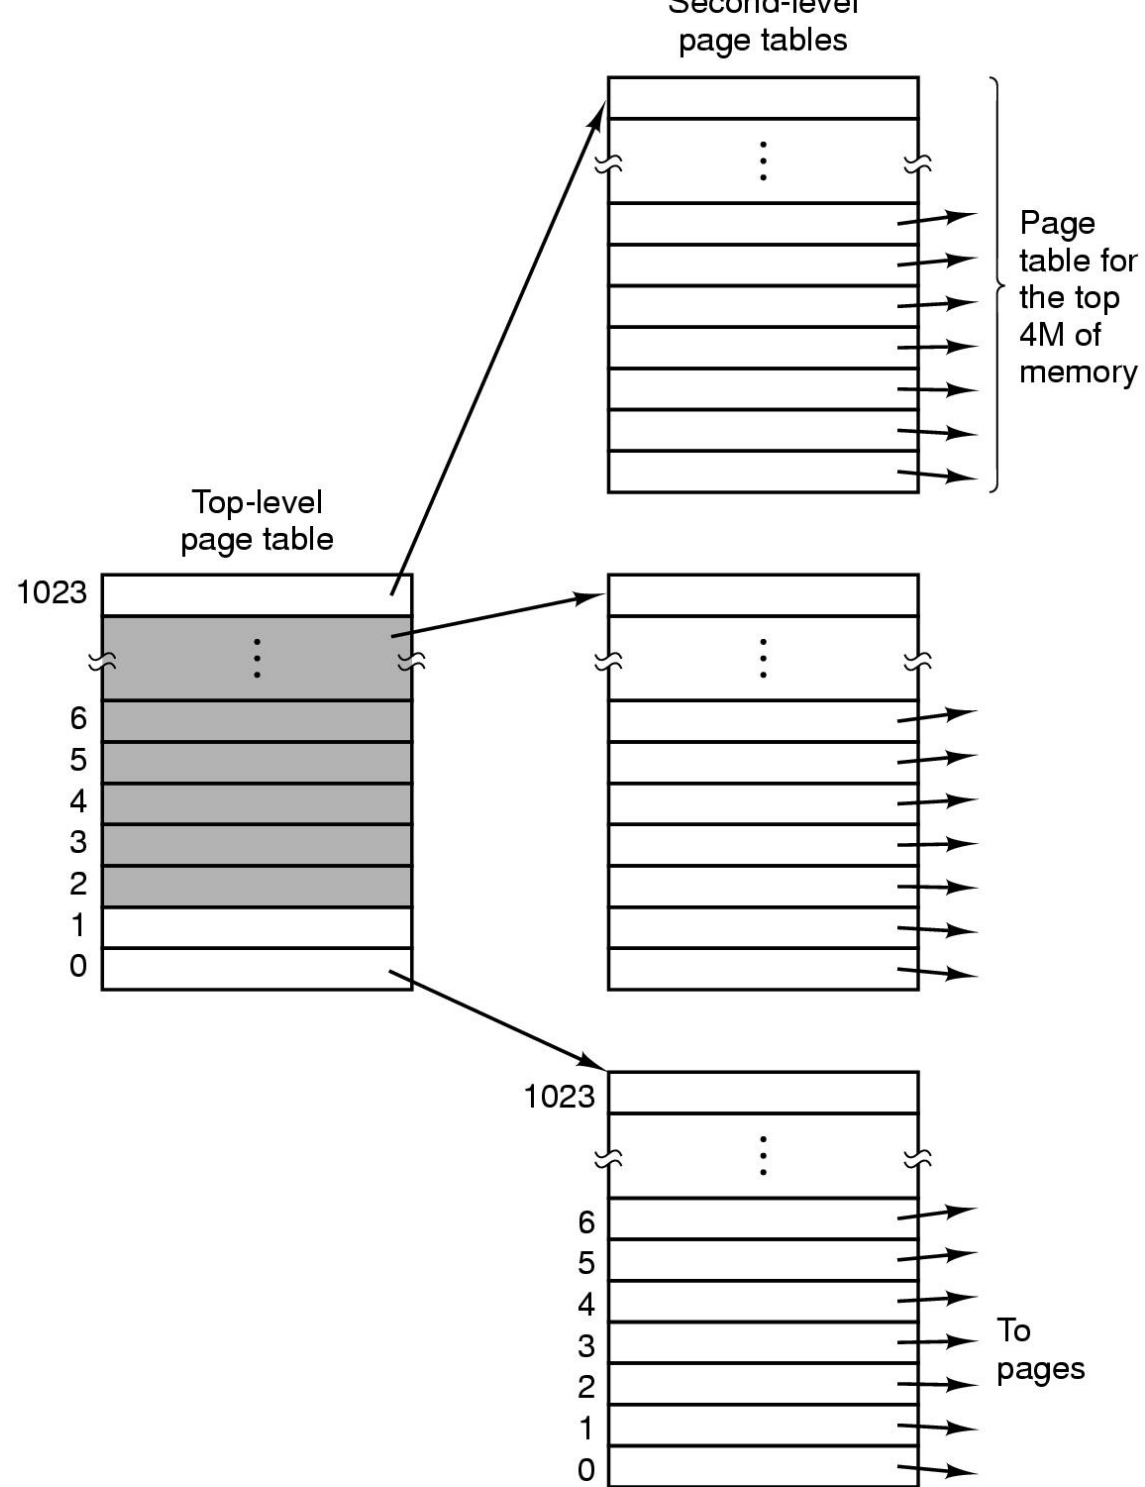 Second-level
page tables
Page
table for
the top
4M of
memory
Top-level
page table
1023
6
5
4
3
2
1
0
1023
6
5
4
3
2
1
0
To
pages